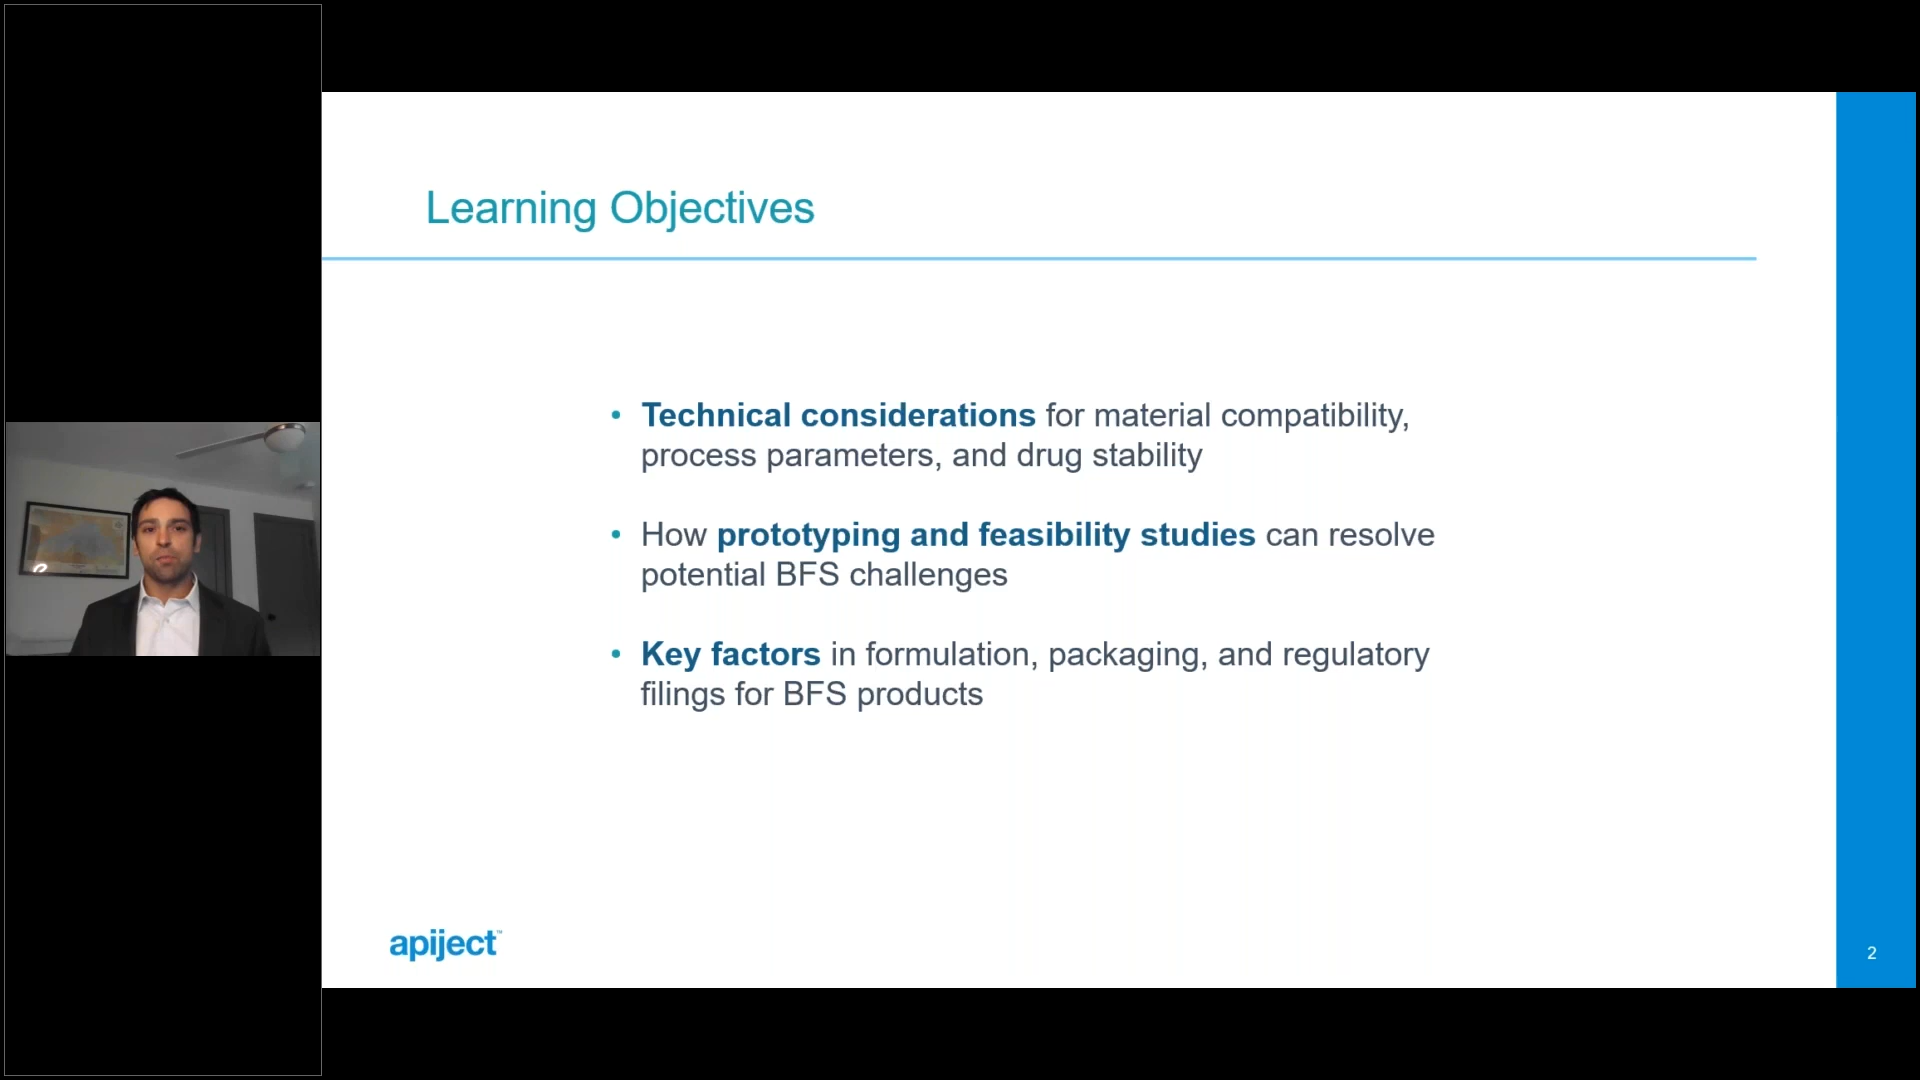 Learning Objectives
• Technical considerations for material compatibility,
process parameters, and drug stability
• How prototyping and feasibility studies can resolve
potential BFS challenges
• Key factors in formulation, packaging, and regulatory
filings for BFS products
apiject™
2